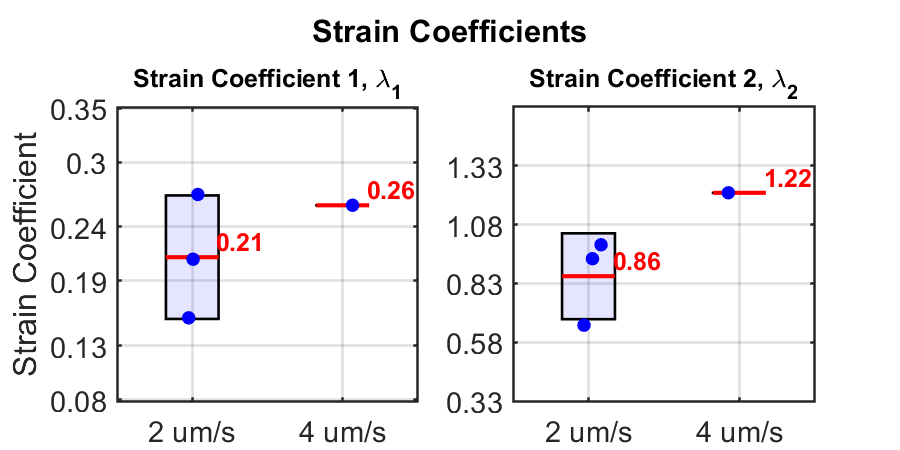 Strain Coefficients
Strain Coefficient 1, λ1
Strain Coefficient
0.35
0.3
0.24
0.19
0.13
0.08
0.21
0.26
2 um/s
4 um/s
Strain Coefficient 2, λ2
1.33
1.08
0.83
0.58
0.33
0.86
1.22
2 um/s
4 um/s